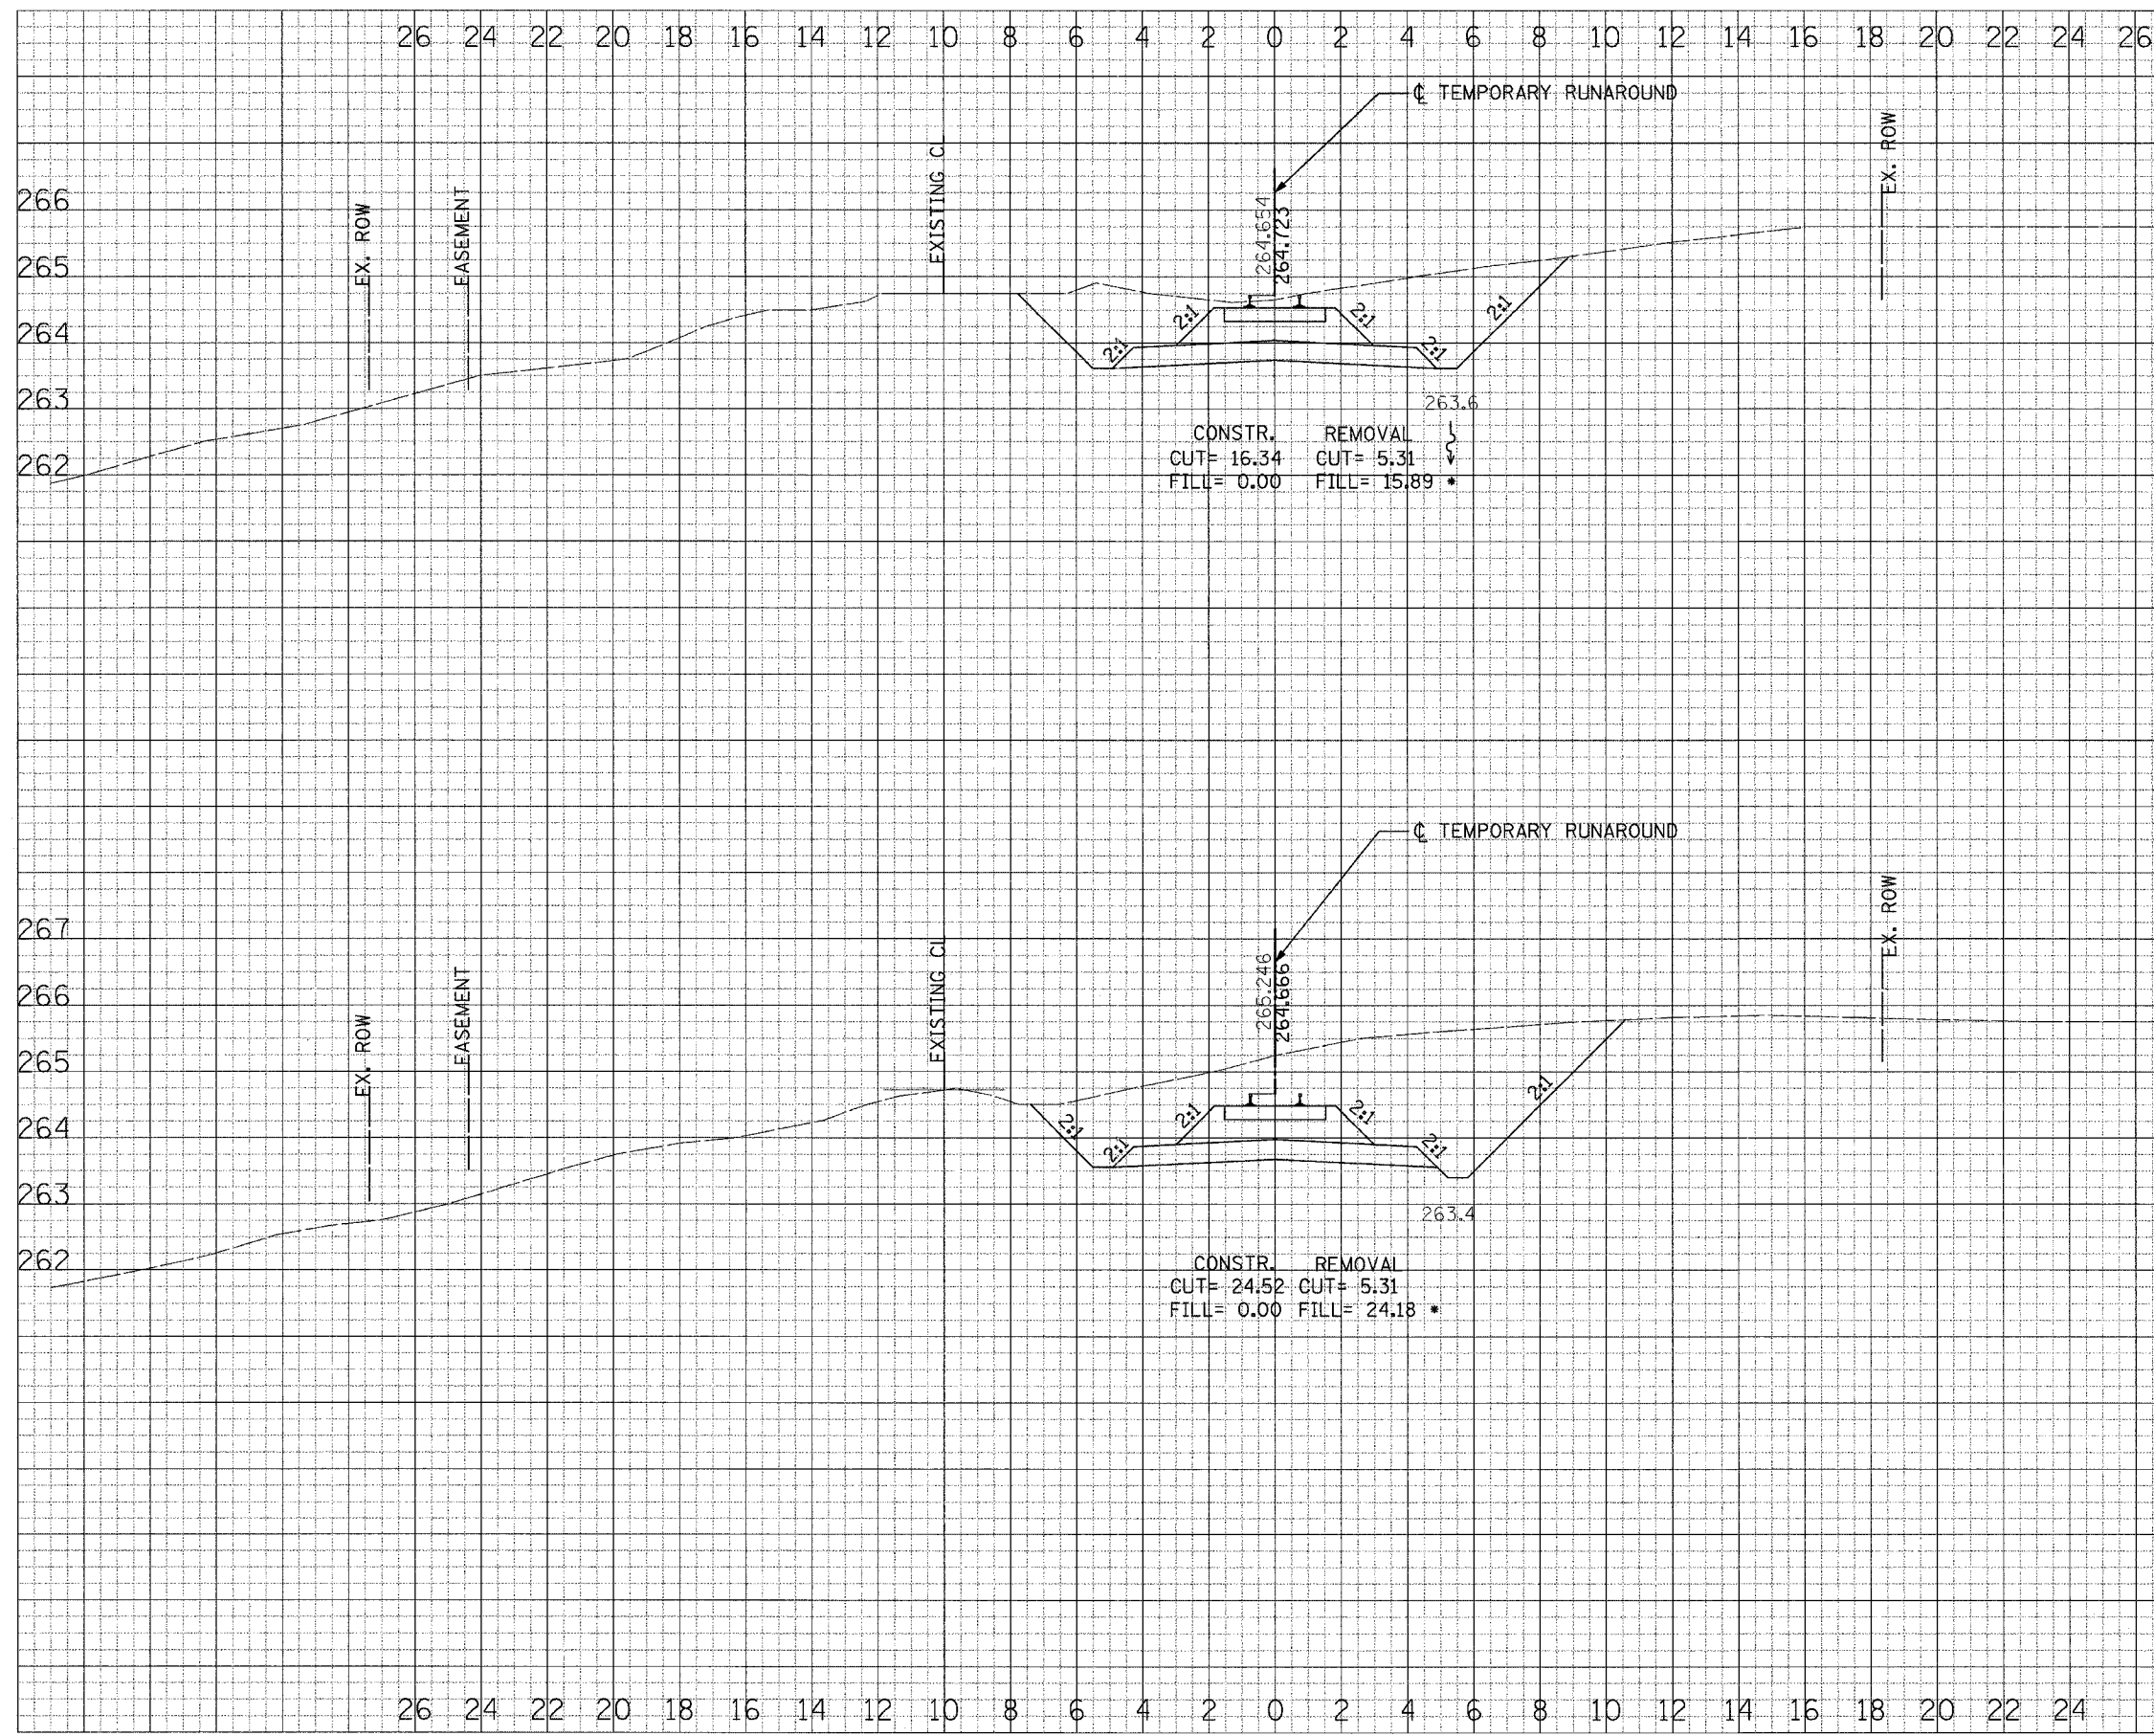 26 24 22 20 18 16 14 12 10 8 6 4 2 0 2 4 6 8 10 12 14 16 18 20 22 24 26
℄ TEMPORARY RUNAROUND
EX. ROW
EASEMENT
EXISTING CL
264.654
264.723
EX. ROW
266
265
264
263
262
2:1
2:1
2:1
2:1
2:1
263.6
CONSTR. REMOVAL
CUT= 16.34 CUT= 5.31
FILL= 0.00 FILL= 15.89 *
℄ TEMPORARY RUNAROUND
EX. ROW
EASEMENT
EXISTING CL
265.246
264.666
EX. ROW
267
266
265
264
263
262
2:1
2:1
2:1
2:1
2:1
2:1
263.4
CONSTR. REMOVAL
CUT= 24.52 CUT= 5.31
FILL= 0.00 FILL= 24.18 *
26 24 22 20 18 16 14 12 10 8 6 4 2 0 2 4 6 8 10 12 14 16 18 20 22 24